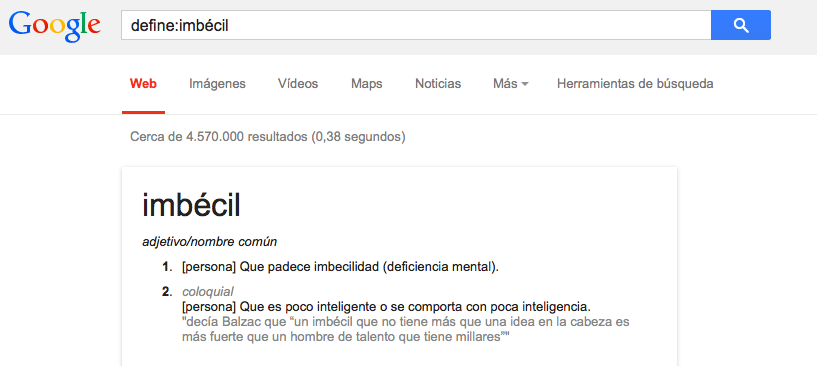 Google
define:imbécil
Web Imágenes Vídeos Maps Noticias Más Herramientas de búsqueda
Cerca de 4.570.000 resultados (0,38 segundos)
imbécil
adjetivo/nombre común
1. [persona] Que padece imbecilidad (deficiencia mental).
2. coloquial
[persona] Que es poco inteligente o se comporta con poca inteligencia.
"decía Balzac que “un imbécil que no tiene más que una idea en la cabeza es
más fuerte que un hombre de talento que tiene millares”"